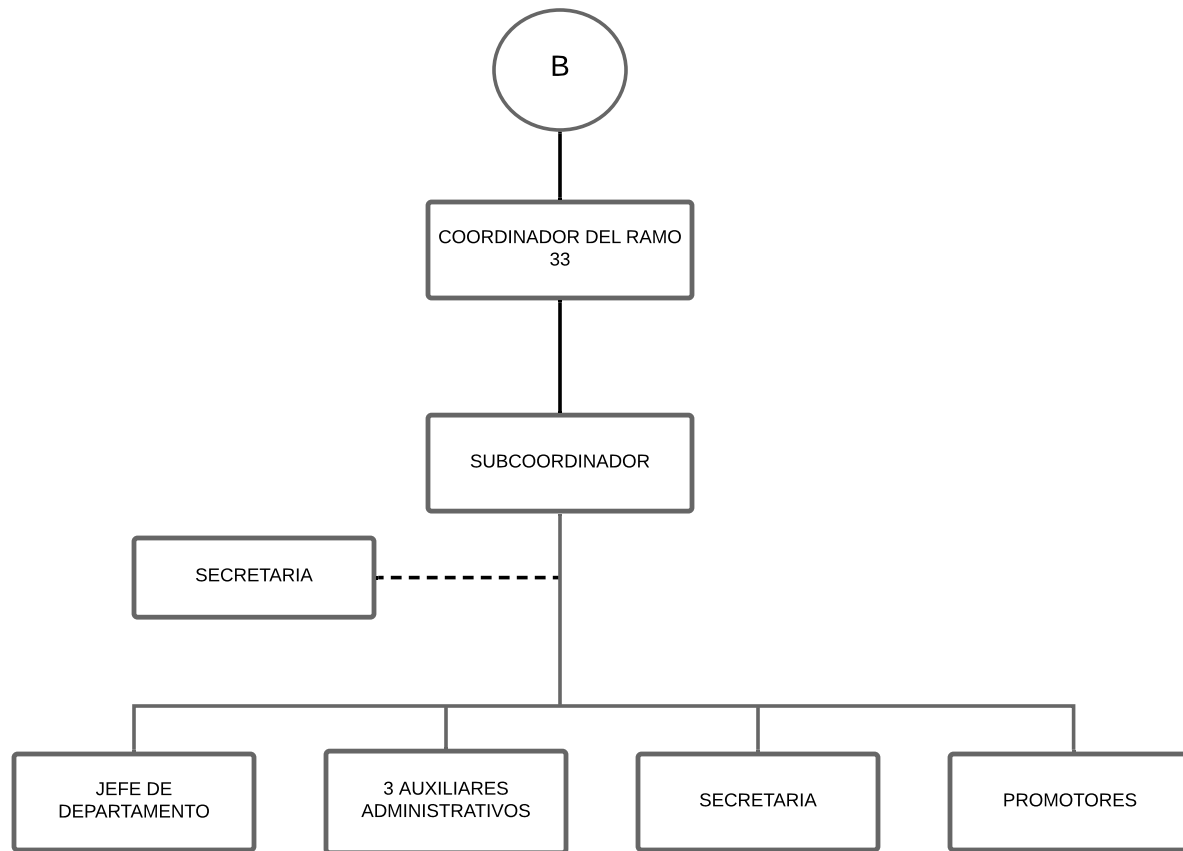 B
COORDINADOR DEL RAMO
33
SUBCOORDINADOR
SECRETARIA
JEFE DE
DEPARTAMENTO
3 AUXILIARES
ADMINISTRATIVOS
SECRETARIA
PROMOTORES